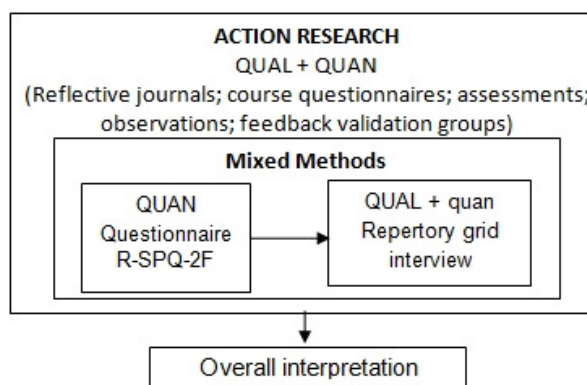 ACTION RESEARCH
QUAL + QUAN
(Reflective journals; course questionnaires; assessments;
observations; feedback validation groups)
Mixed Methods
QUAN
Questionnaire
R-SPQ-2F
QUAL + quan
Repertory grid
interview
Overall interpretation